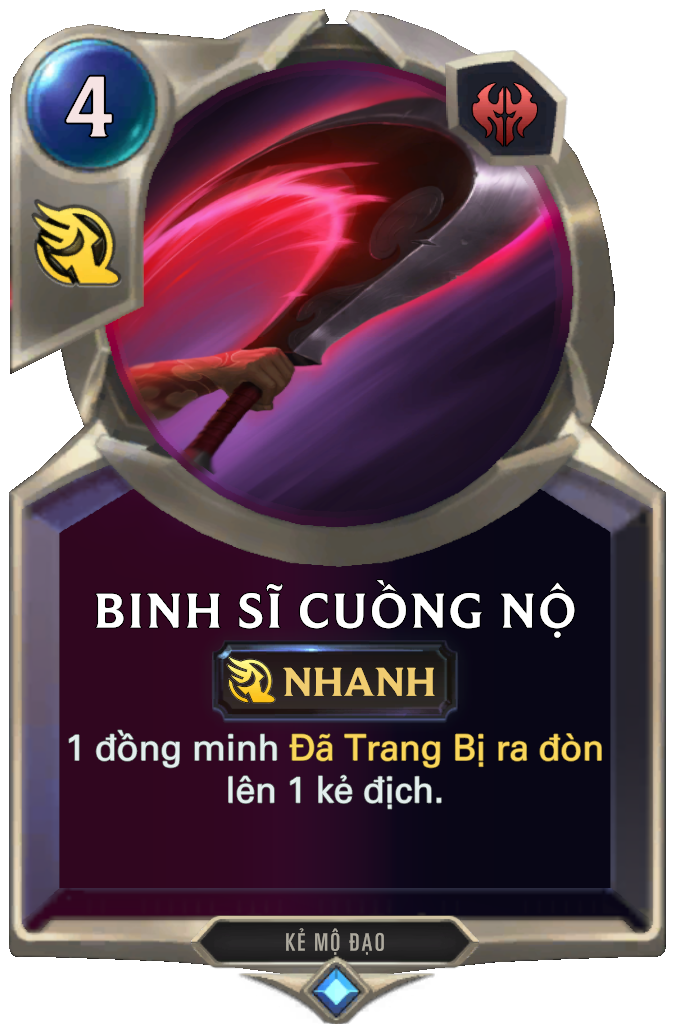 4
BINH SĨ CUỒNG NỘ
NHANH
1 đồng minh Đã Trang Bị ra đòn
lên 1 kẻ địch.
KẺ MỘ ĐẠO